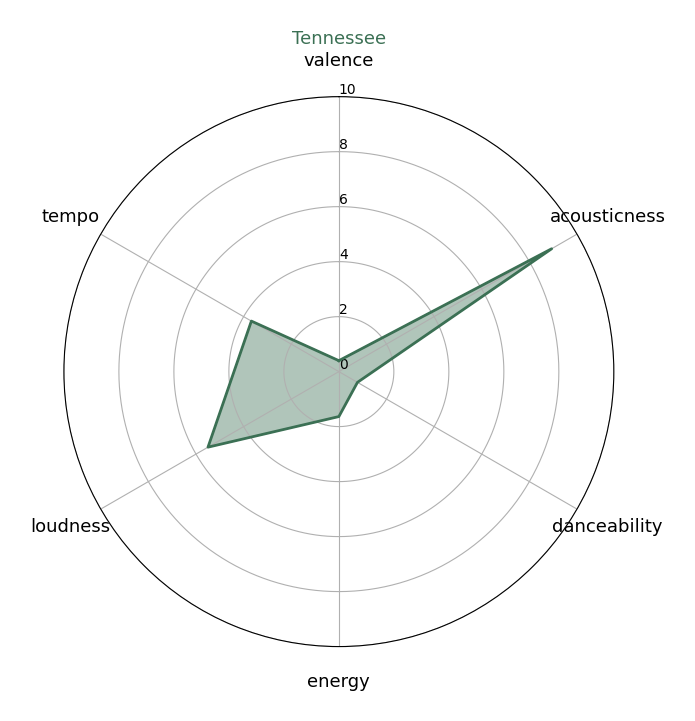 Tennessee
valence
10
8
tempo
6
acousticness
4
2
0
loudness
danceability
energy